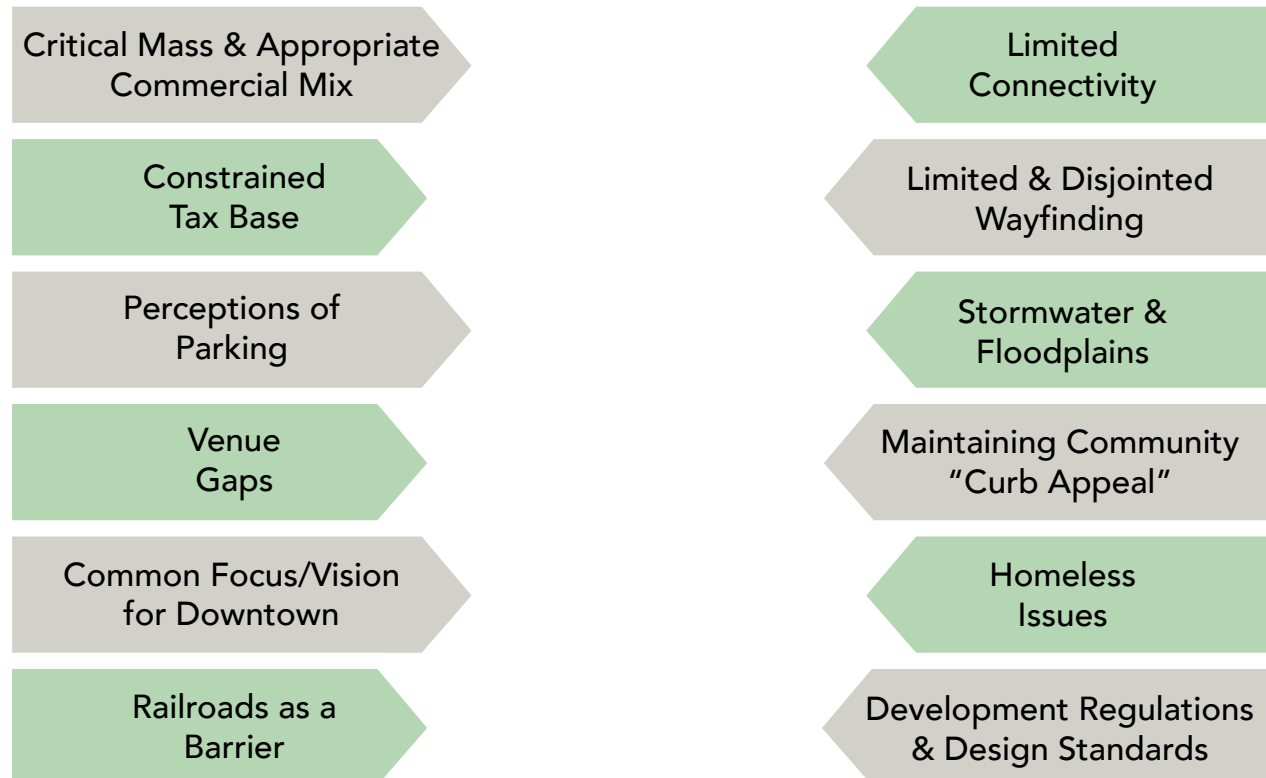 Critical Mass & Appropriate
Commercial Mix
Constrained
Tax Base
Perceptions of
Parking
Venue
Gaps
Common Focus/Vision
for Downtown
Railroads as a
Barrier
Limited
Connectivity
Limited & Disjointed
Wayfinding
Stormwater &
Floodplains
Maintaining Community
“Curb Appeal”
Homeless
Issues
Development Regulations
& Design Standards